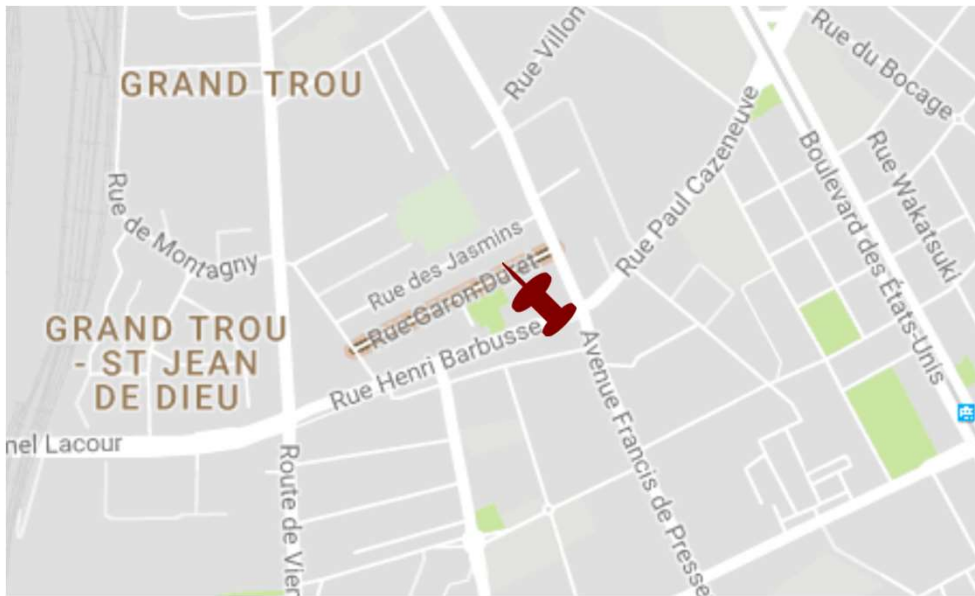 Rue Villon
Rue du Bocage
GRAND TROU
Rue Paul Cazeneuve
Boulevard des États-Unis
Rue Wakatsuki
Rue de Montagny
Rue des Jasmins
Rue Garon Duret
GRAND TROU
- ST JEAN
DE DIEU
Rue Henri Barbusse
Avenue Francis de Presse
nel Lacour
Route de Vien